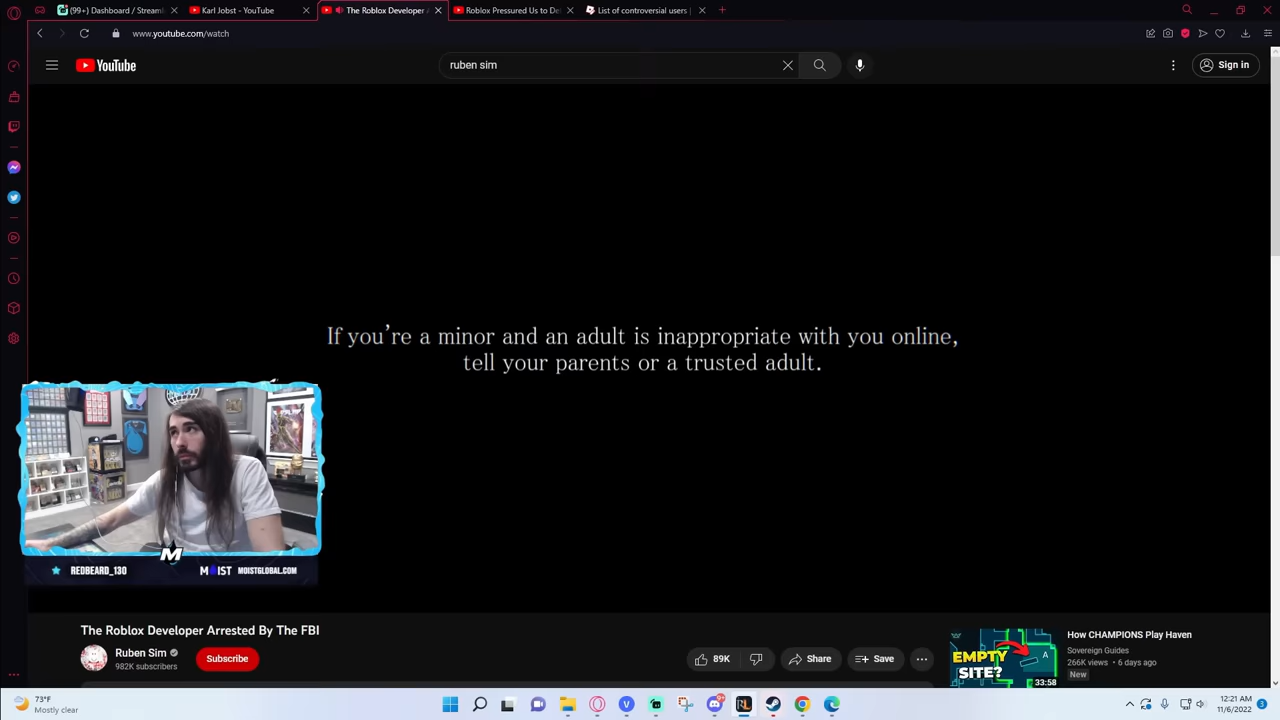 (99+) Dashboard / Streaml
Karl Jobst - YouTube
The Roblox Developer A
Roblox Pressured Us to De
List of controversial users |
www.youtube.com/watch
YouTube
ruben sim
Sign in
If you're a minor and an adult is inappropriate with you online,
tell your parents or a trusted adult.
M
REDBEARD_130
MOIST
MOISTGLOBAL.COM
The Roblox Developer Arrested By The FBI
Ruben Sim
982K subscribers
Subscribe
89K
Share
Save
EMPTY
SITE?
A
33:58
How CHAMPIONS Play Haven
Sovereign Guides
266K views • 6 days ago
New
73°F
Mostly clear
9+
12:21 AM
11/6/2022
3